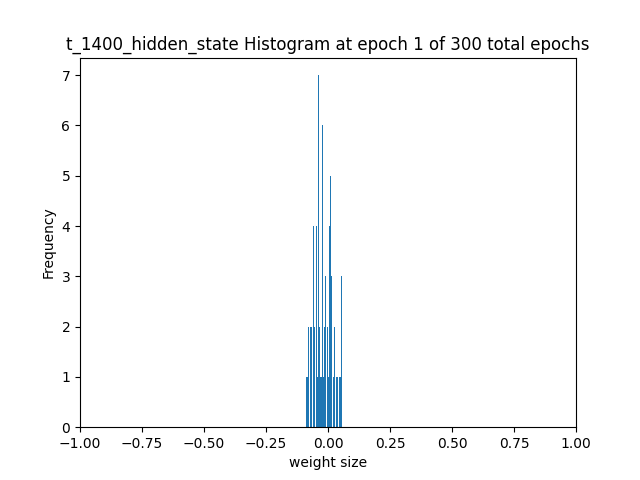 t_1400_hidden_state Histogram at epoch 1 of 300 total epochs
Frequency
7
6
5
4
3
2
1
0
−1.00 −0.75 −0.50 −0.25 0.00 0.25 0.50 0.75 1.00
weight size